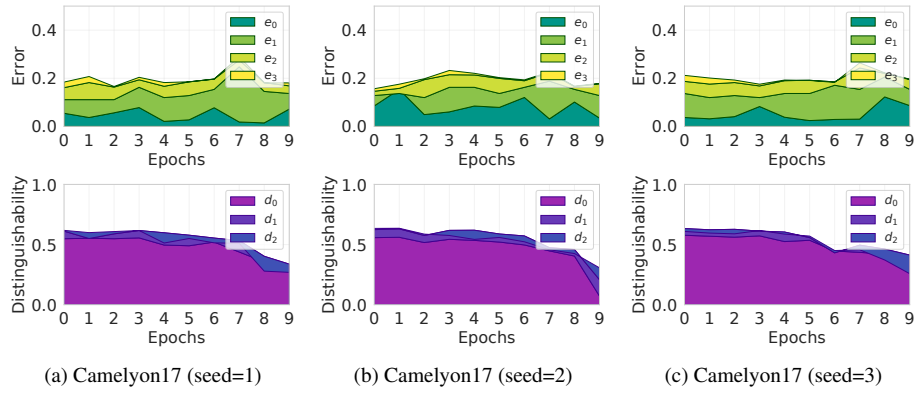 0.4
0.2
0.0
Error
e₀
e₁
e₂
e₃
0 1 2 3 4 5 6 7 8 9
Epochs
0.4
0.2
0.0
Error
e₀
e₁
e₂
e₃
0 1 2 3 4 5 6 7 8 9
Epochs
0.4
0.2
0.0
Error
e₀
e₁
e₂
e₃
0 1 2 3 4 5 6 7 8 9
Epochs
1.0
0.5
0.0
Distinguishability
d₀
d₁
d₂
0 1 2 3 4 5 6 7 8 9
Epochs
1.0
0.5
0.0
Distinguishability
d₀
d₁
d₂
0 1 2 3 4 5 6 7 8 9
Epochs
1.0
0.5
0.0
Distinguishability
d₀
d₁
d₂
0 1 2 3 4 5 6 7 8 9
Epochs
(a) Camelyon17 (seed=1)
(b) Camelyon17 (seed=2)
(c) Camelyon17 (seed=3)